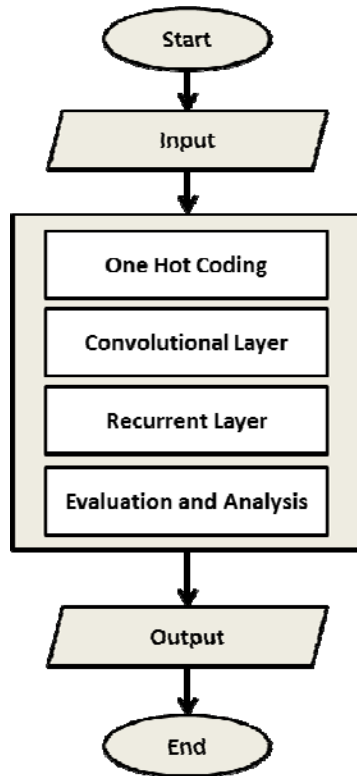 Start
Input
One Hot Coding
Convolutional Layer
Recurrent Layer
Evaluation and Analysis
Output
End